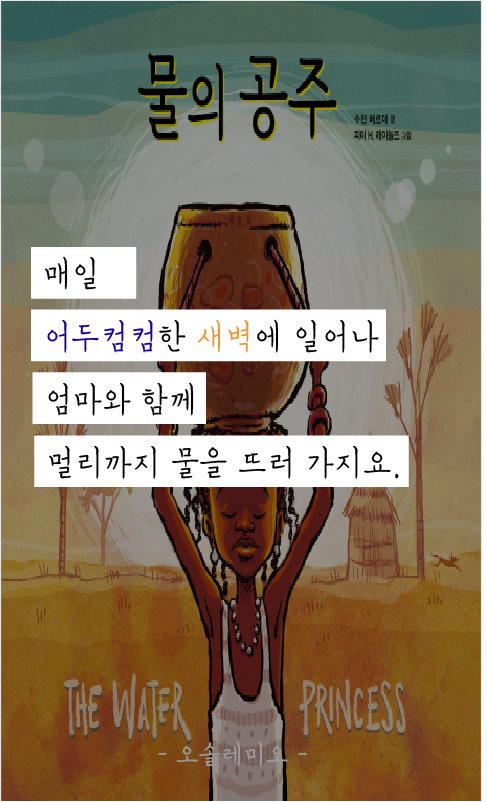 물의 공주
수전 베르데 글
피터 H. 레이놀즈 그림
매일
어두컴컴한 새벽에 일어나
엄마와 함께
멀리까지 물을 뜨러 가지요.
THE WATER PRINCESS
- 오솔레미오 -